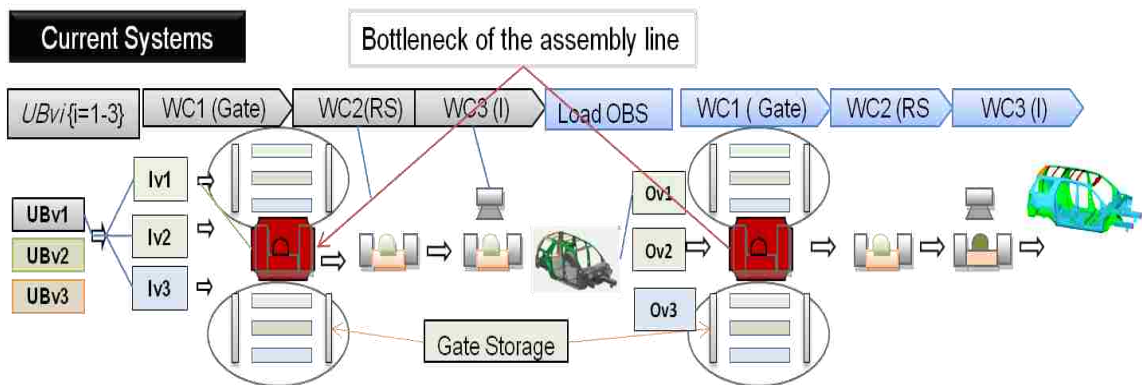 Current Systems
Bottleneck of the assembly line
UBvi{i=1-3}
WC1 (Gate)
WC2(RS)
WC3 (I)
Load OBS
WC1 ( Gate)
WC2 (RS
WC3 (I)
Iv1
Ov1
UBv1
Iv2
Ov2
UBv2
UBv3
Iv3
Ov3
Gate Storage